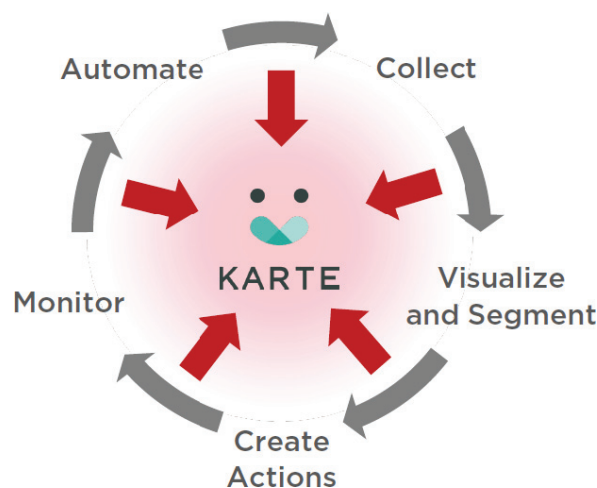 Automate
Collect
KARTE
Monitor
Visualize
and Segment
Create
Actions